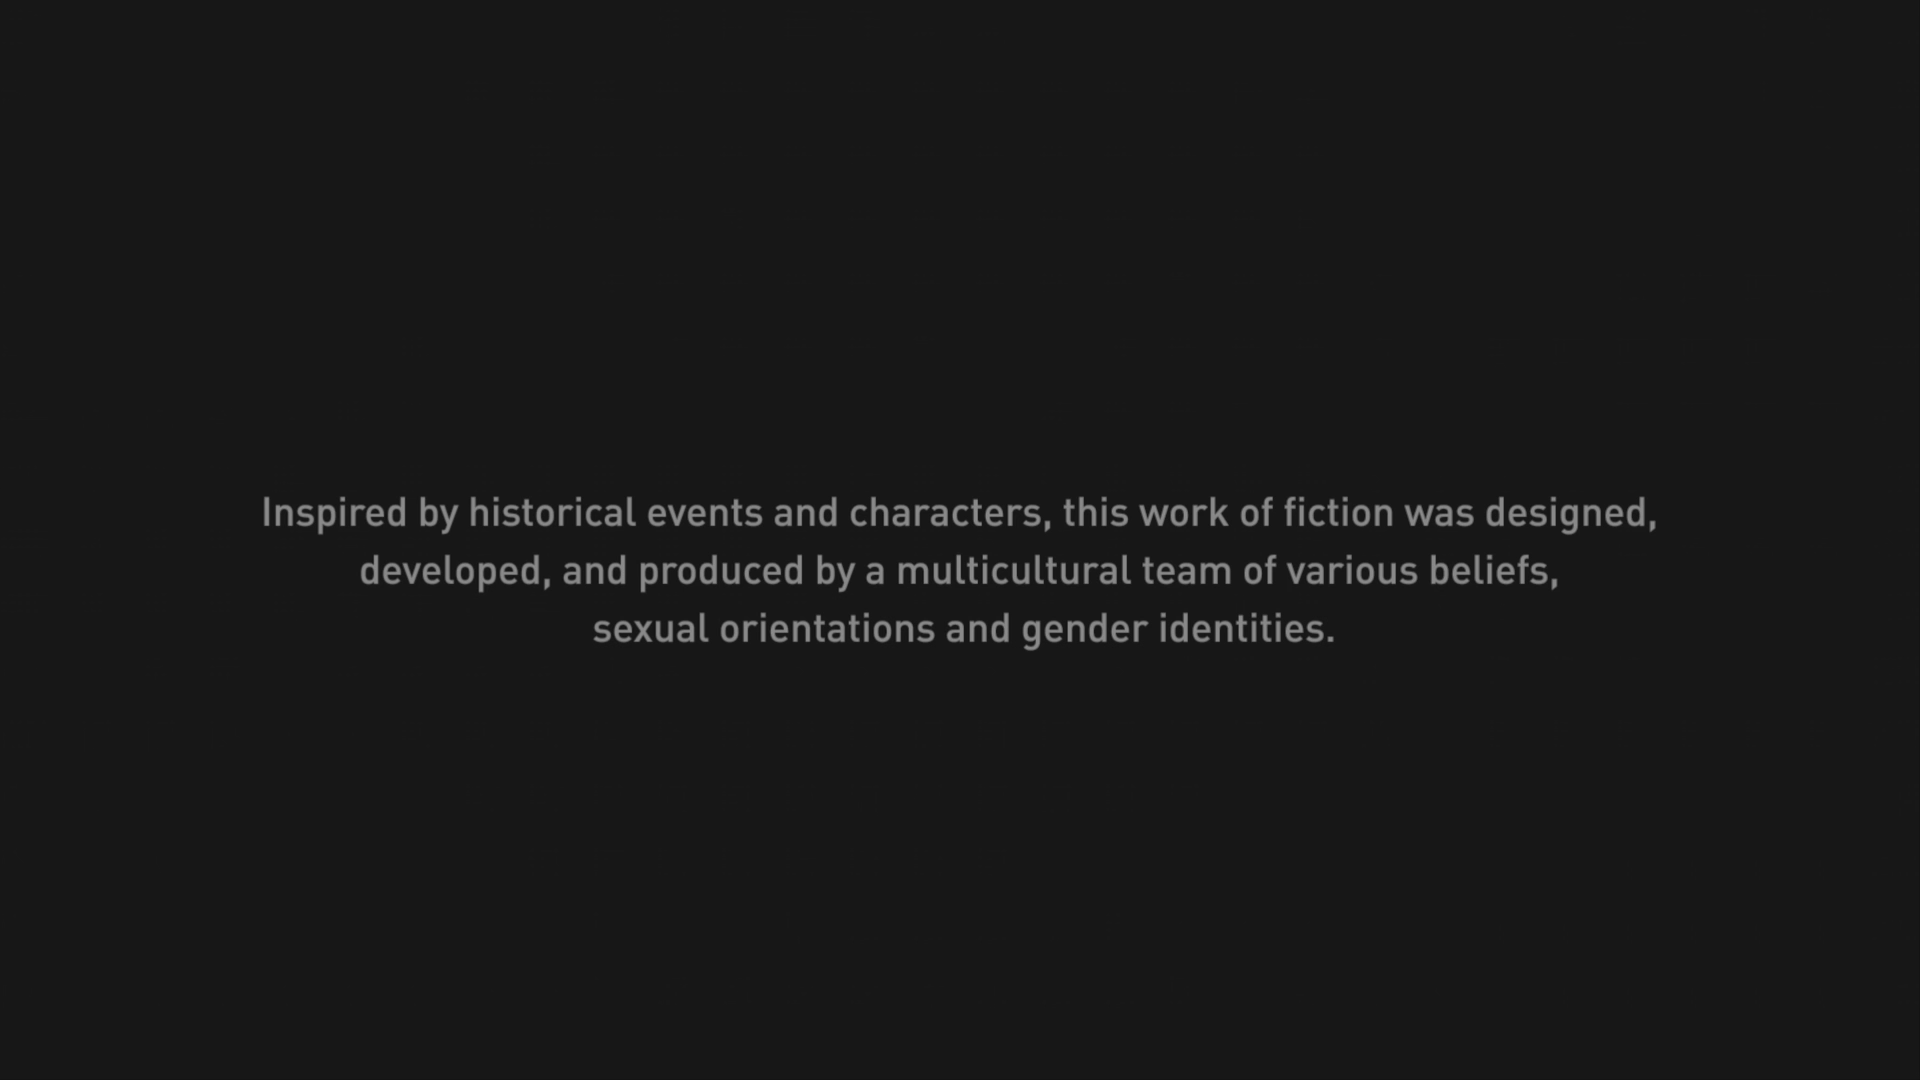 Inspired by historical events and characters, this work of fiction was designed,
developed, and produced by a multicultural team of various beliefs,
sexual orientations and gender identities.